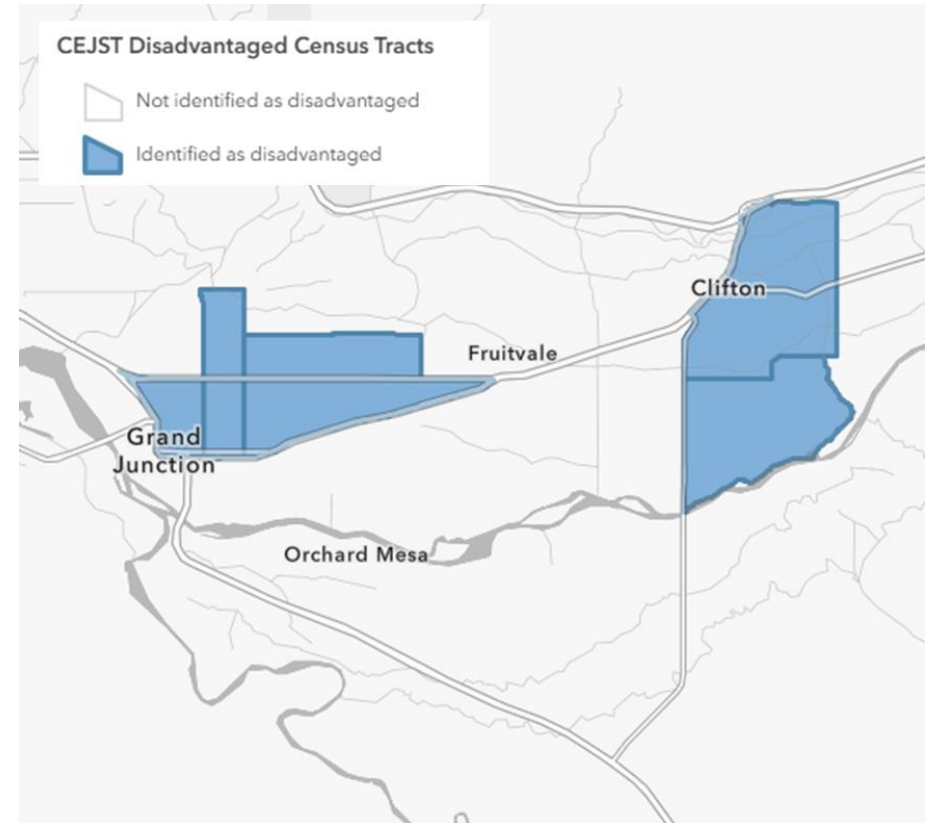 CEJST Disadvantaged Census Tracts
Not identified as disadvantaged
Identified as disadvantaged
Clifton
Fruitvale
Grand
Junction
Orchard Mesa